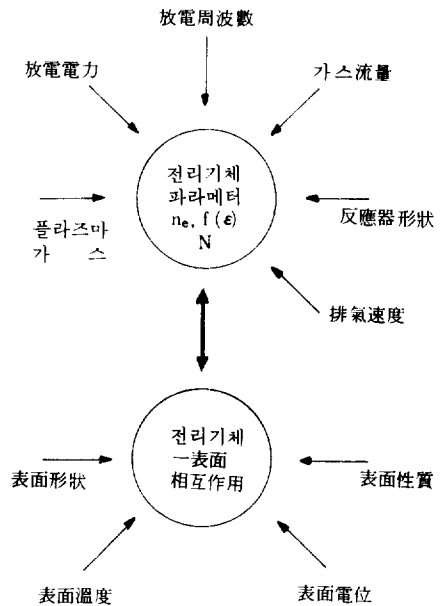 放電周波數
放電電力
가스流量
전리기체
파라메터
nₑ, f (ε)
N
플라즈마
가 스
反應器形狀
排氣速度
전리기체
一表面
相互作用
表面形狀
表面性質
表面溫度
表面電位